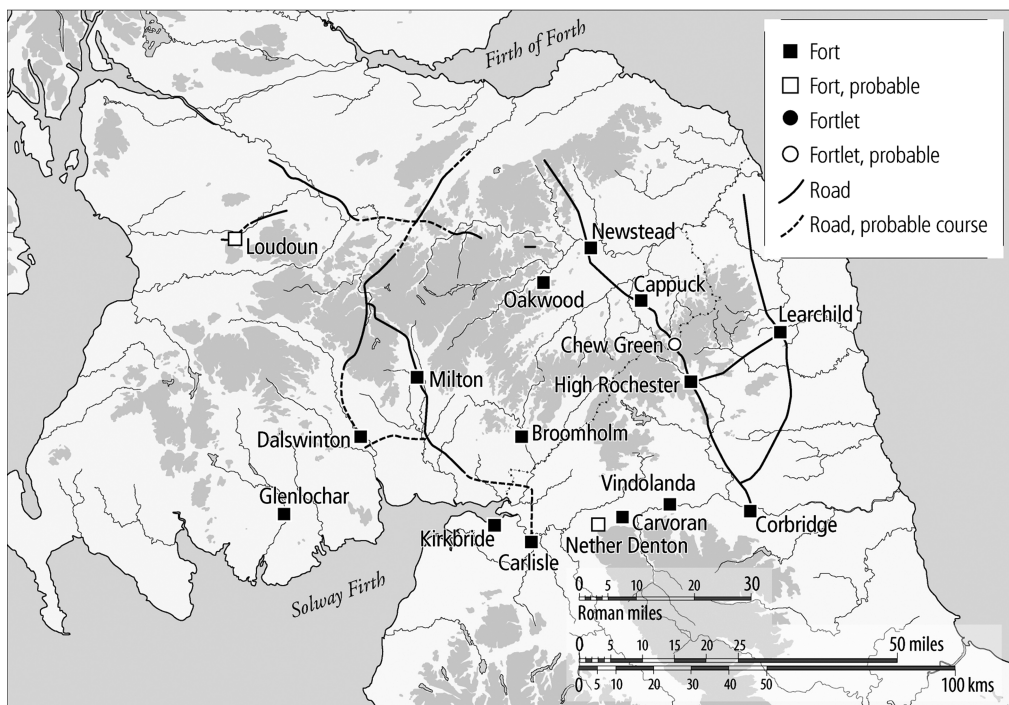 Firth of Forth
Fort
Fort, probable
Fortlet
Fortlet, probable
Road
Road, probable course
Loudoun
Newstead
Oakwood
Cappuck
Learchild
Chew Green
High Rochester
Milton
Dalswinton
Broomholm
Glenlochar
Vindolanda
Kirkbride
Carvoran
Corbridge
Nether Denton
Carlisle
Solway Firth
0 5 10 20 30
Roman miles
0 5 10 15 20 25 50 miles
0 5 10 20 30 40 50 100 kms